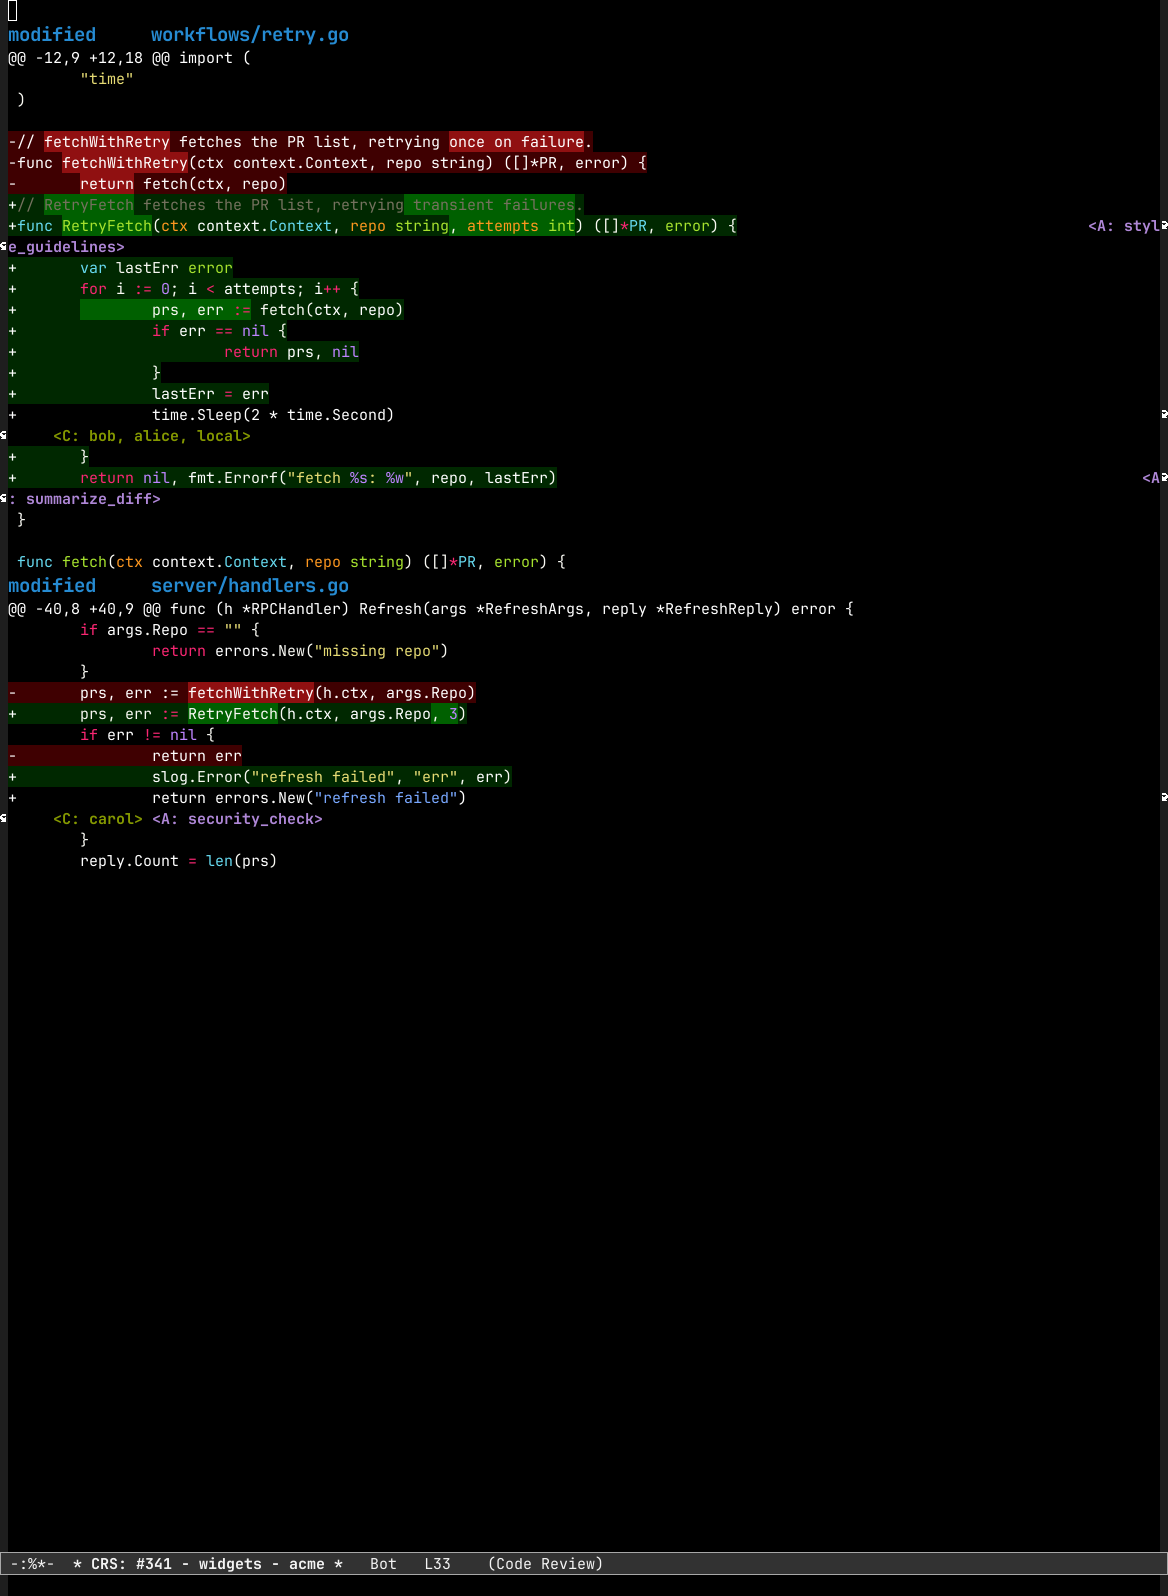 modified     workflows/retry.go
@@ -12,9 +12,18 @@ import (
        "time"
 )
-// fetchWithRetry fetches the PR list, retrying once on failure.
-func fetchWithRetry(ctx context.Context, repo string) ([]*PR, error) {
-       return fetch(ctx, repo)
+// RetryFetch fetches the PR list, retrying transient failures.
+func RetryFetch(ctx context.Context, repo string, attempts int) ([]*PR, error) {                                       <A: styl
e_guidelines>
+       var lastErr error
+       for i := 0; i < attempts; i++ {
+               prs, err := fetch(ctx, repo)
+               if err == nil {
+                       return prs, nil
+               }
+               lastErr = err
+               time.Sleep(2 * time.Second)
     <C: bob, alice, local>
+       }
+       return nil, fmt.Errorf("fetch %s: %w", repo, lastErr)                                                                 <A
: summarize_diff>
 }
 func fetch(ctx context.Context, repo string) ([]*PR, error) {
modified     server/handlers.go
@@ -40,8 +40,9 @@ func (h *RPCHandler) Refresh(args *RefreshArgs, reply *RefreshReply) error {
        if args.Repo == "" {
                return errors.New("missing repo")
        }
-       prs, err := fetchWithRetry(h.ctx, args.Repo)
+       prs, err := RetryFetch(h.ctx, args.Repo, 3)
        if err != nil {
-               return err
+               slog.Error("refresh failed", "err", err)
+               return errors.New("refresh failed")
     <C: carol> <A: security_check>
        }
        reply.Count = len(prs)
-:%*-  * CRS: #341 - widgets - acme *   Bot   L33    (Code Review)